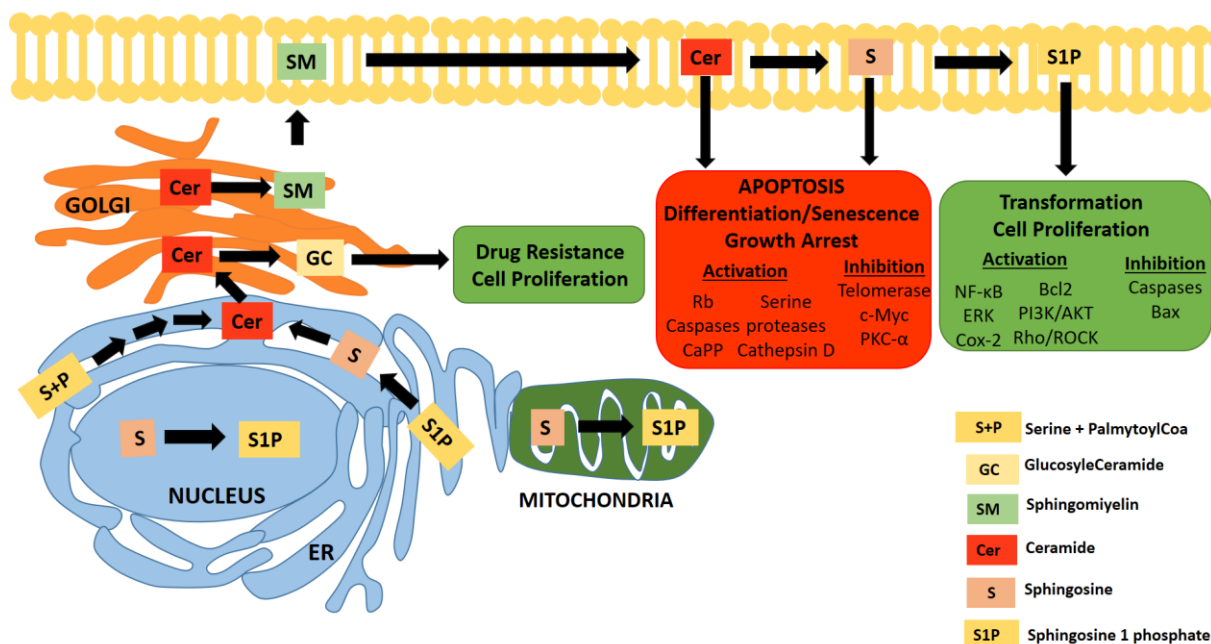 SM
Cer
S
S1P
GOLGI
Cer
SM
Cer
GC
Drug Resistance
Cell Proliferation
APOPTOSIS
Differentiation/Senescence
Growth Arrest
Activation
Rb
Serine
Caspases proteases
CaPP
Cathepsin D
Inhibition
Telomerase
c-Myc
PKC-α
Transformation
Cell Proliferation
Activation
NF-κB
Bcl2
ERK
PI3K/AKT
Cox-2
Rho/ROCK
Inhibition
Caspases
Bax
Cer
S+P
S
S1P
S
S1P
NUCLEUS
ER
S
S1P
MITOCHONDRIA
S+P Serine + PalmytoylCoa
GC GlucosyleCeramide
SM Sphingomiyelin
Cer Ceramide
S Sphingosine
S1P Sphingosine 1 phosphate